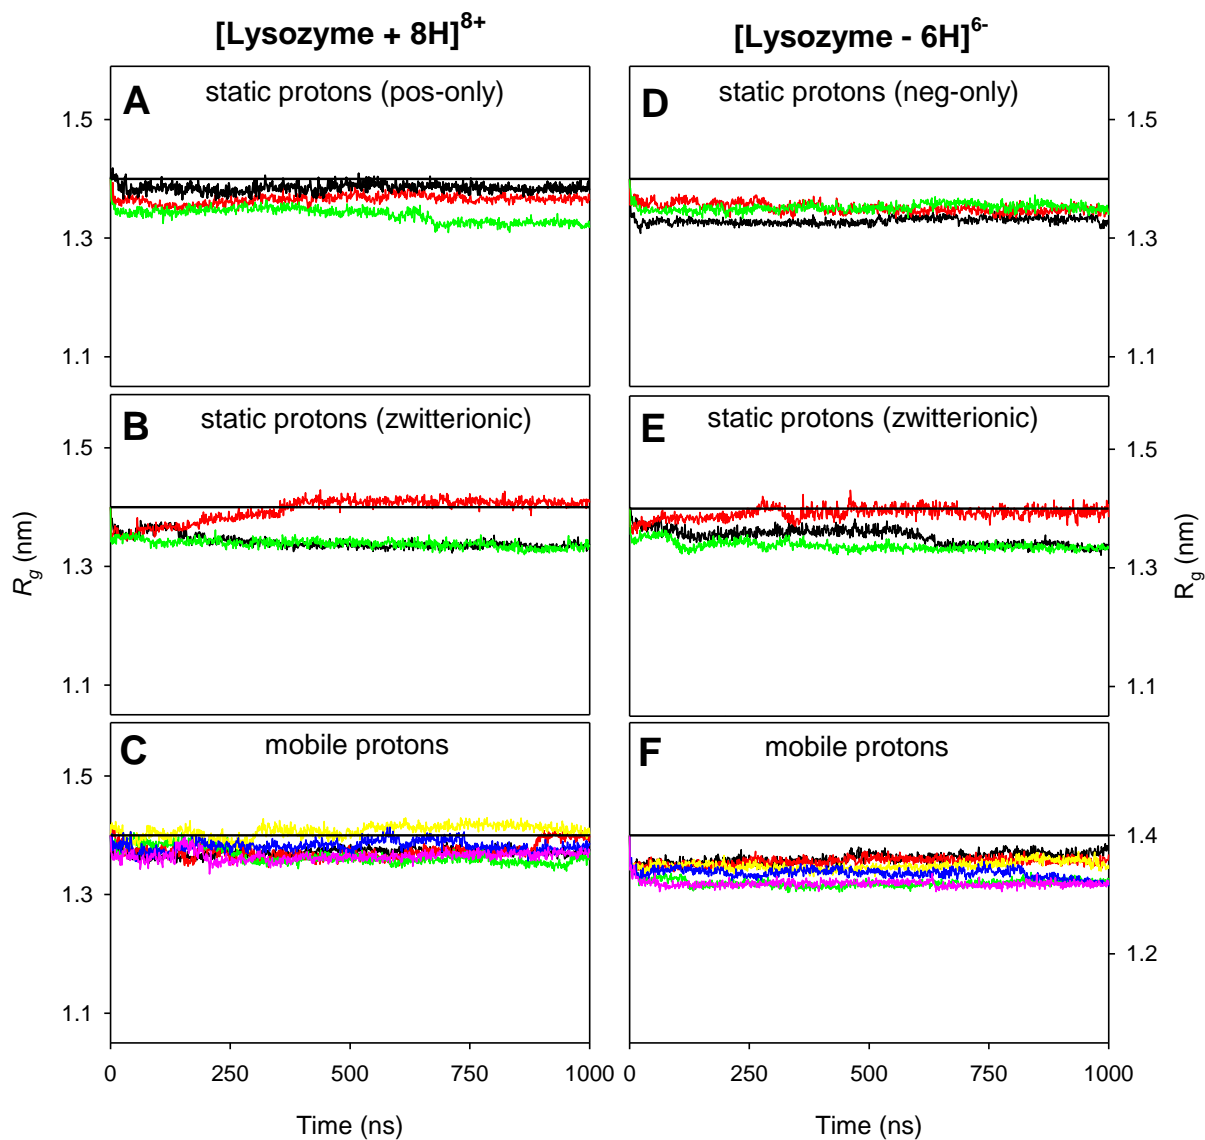 [Lysozyme + 8H]8+
[Lysozyme - 6H]6-
A
static protons (pos-only)
1.5
1.3
1.1
D
static protons (neg-only)
1.5
1.3
1.1
B
static protons (zwitterionic)
1.5
1.3
1.1
E
static protons (zwitterionic)
1.5
1.3
1.1
Rg (nm)
Rg (nm)
C
mobile protons
1.5
1.3
1.1
0 250 500 750 1000
Time (ns)
F
mobile protons
1.4
1.2
0 250 500 750 1000
Time (ns)